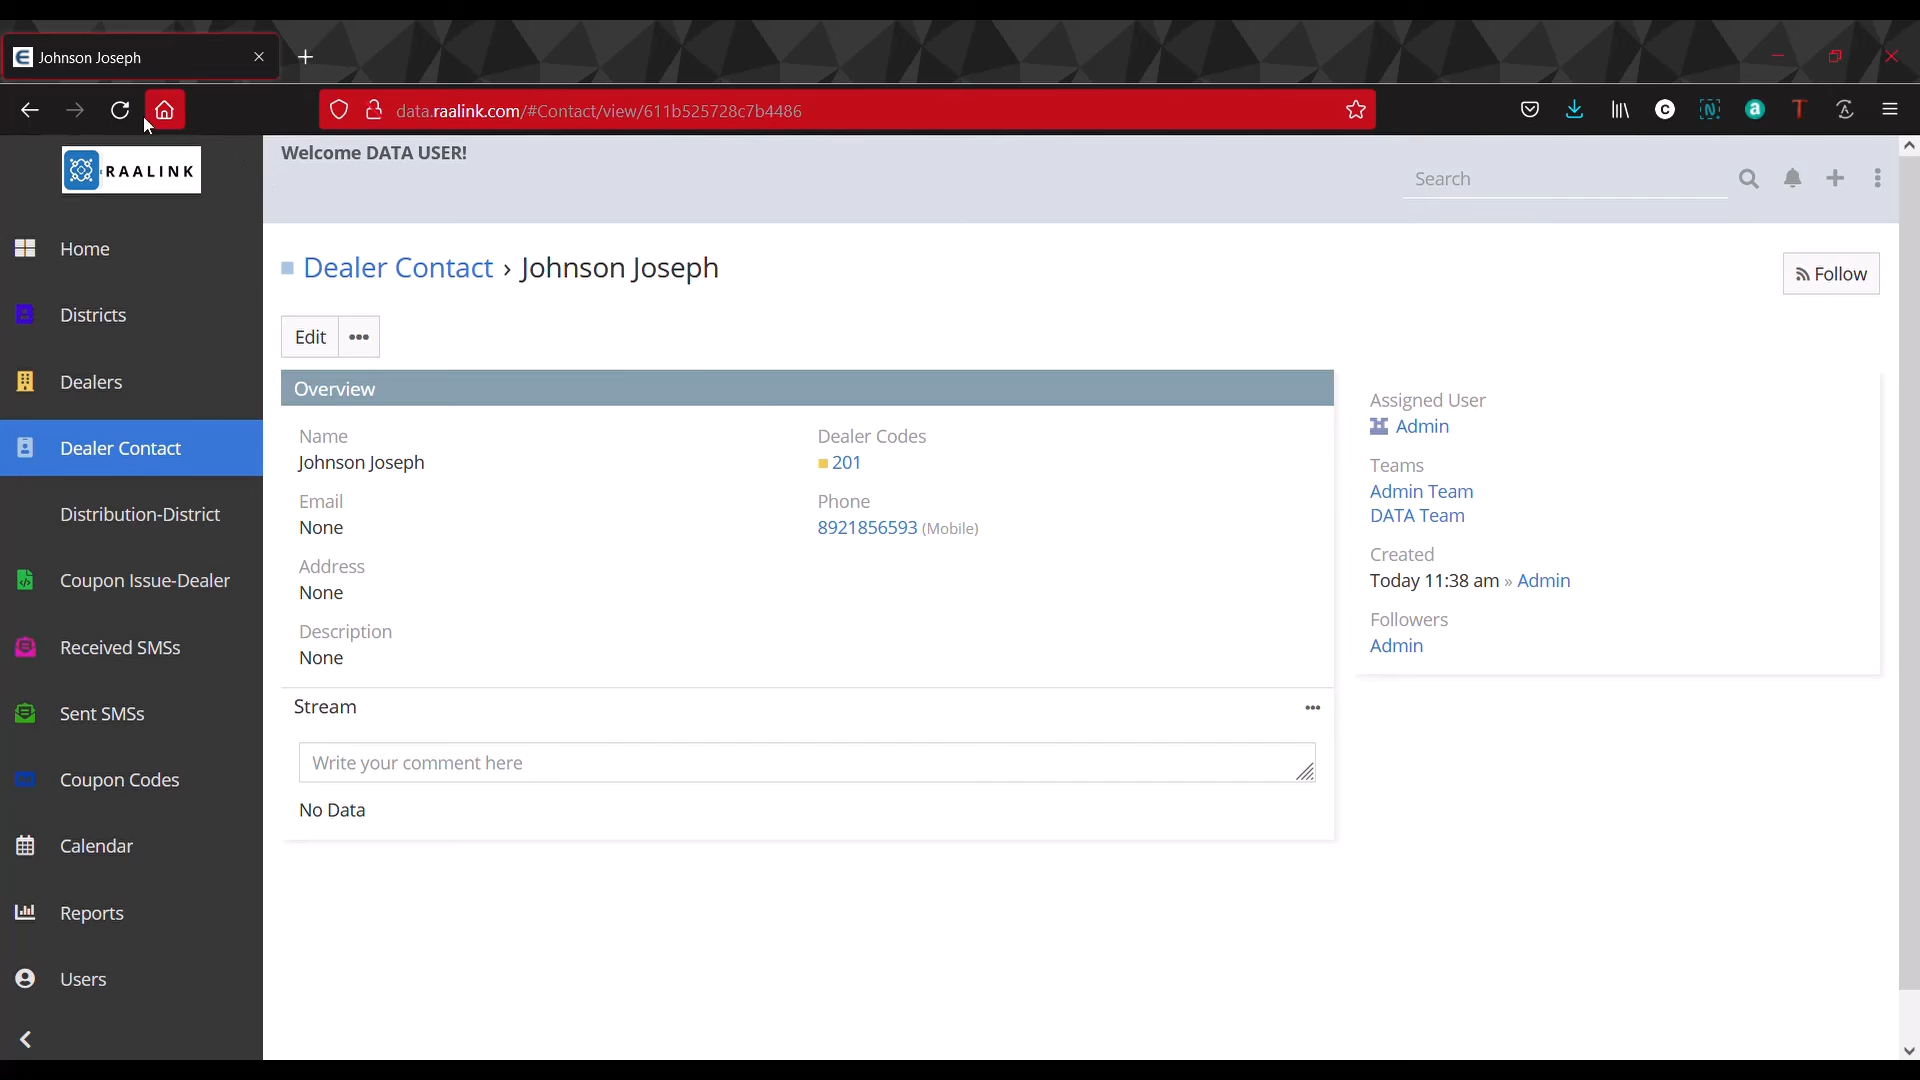 Johnson Joseph
data.raalink.com/#Contact/view/611b525728c7b4486
RAALINK
Welcome DATA USER!
Search
Home
Districts
Dealers
Dealer Contact
Distribution-District
Coupon Issue-Dealer
Received SMSs
Sent SMSs
Coupon Codes
Calendar
Reports
Users
Dealer Contact › Johnson Joseph
Follow
Edit •••
Overview
Name
Johnson Joseph
Dealer Codes
201
Email
None
Phone
8921856593 (Mobile)
Address
None
Description
None
Stream
•••
Write your comment here
No Data
Assigned User
Admin
Teams
Admin Team
DATA Team
Created
Today 11:38 am » Admin
Followers
Admin